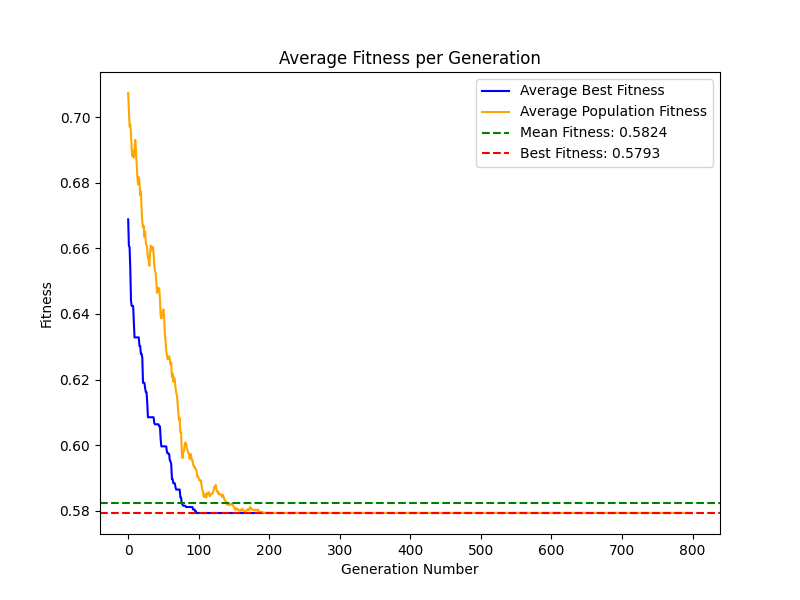 Average Fitness per Generation
Average Best Fitness
Average Population Fitness
Mean Fitness: 0.5824
Best Fitness: 0.5793
Fitness
0.70
0.68
0.66
0.64
0.62
0.60
0.58
0 100 200 300 400 500 600 700 800
Generation Number